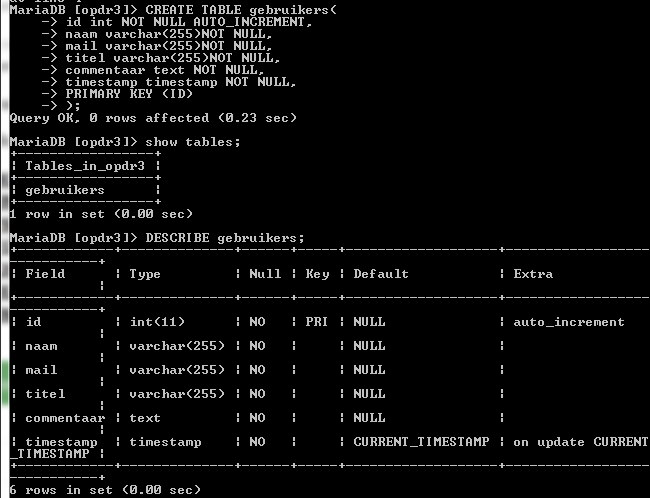 MariaDB [opdr3]> CREATE TABLE gebruikers(
    -> id int NOT NULL AUTO_INCREMENT,
    -> naam varchar(255)NOT NULL,
    -> mail varchar(255)NOT NULL,
    -> titel varchar(255)NOT NULL,
    -> commentaar text NOT NULL,
    -> timestamp timestamp NOT NULL,
    -> PRIMARY KEY (ID)
    -> );
Query OK, 0 rows affected (0.23 sec)
MariaDB [opdr3]> show tables;
+-----------------+
| Tables_in_opdr3 |
+-----------------+
| gebruikers      |
+-----------------+
1 row in set (0.00 sec)
MariaDB [opdr3]> DESCRIBE gebruikers;
+------------+--------------+------+-----+-------------------+------------------
-----------+
| Field      | Type         | Null | Key | Default           | Extra
           |
+------------+--------------+------+-----+-------------------+------------------
-----------+
| id         | int(11)      | NO   | PRI | NULL              | auto_increment
           |
| naam       | varchar(255) | NO   |     | NULL              |
           |
| mail       | varchar(255) | NO   |     | NULL              |
           |
| titel      | varchar(255) | NO   |     | NULL              |
           |
| commentaar | text         | NO   |     | NULL              |
           |
| timestamp  | timestamp    | NO   |     | CURRENT_TIMESTAMP | on update CURRENT
_TIMESTAMP |
+------------+--------------+------+-----+-------------------+------------------
-----------+
6 rows in set (0.00 sec)